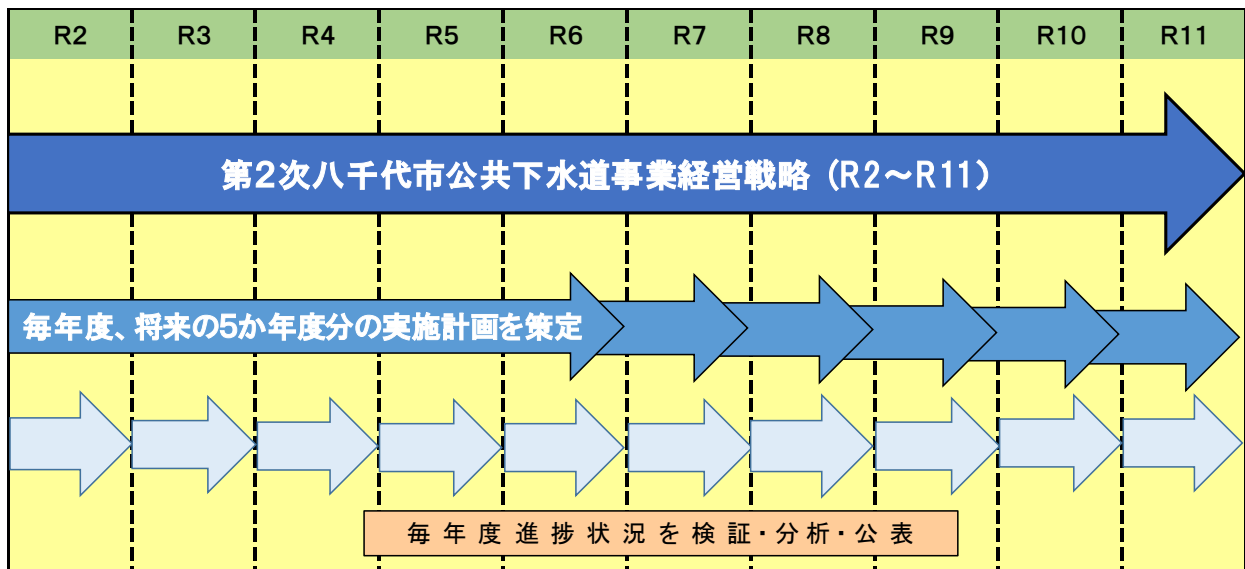 R2 R3 R4 R5 R6 R7 R8 R9 R10 R11
第2次八千代市公共下水道事業経営戦略（R2～R11）
毎年度、将来の5か年度分の実施計画を策定
毎年度進捗状況を検証・分析・公表